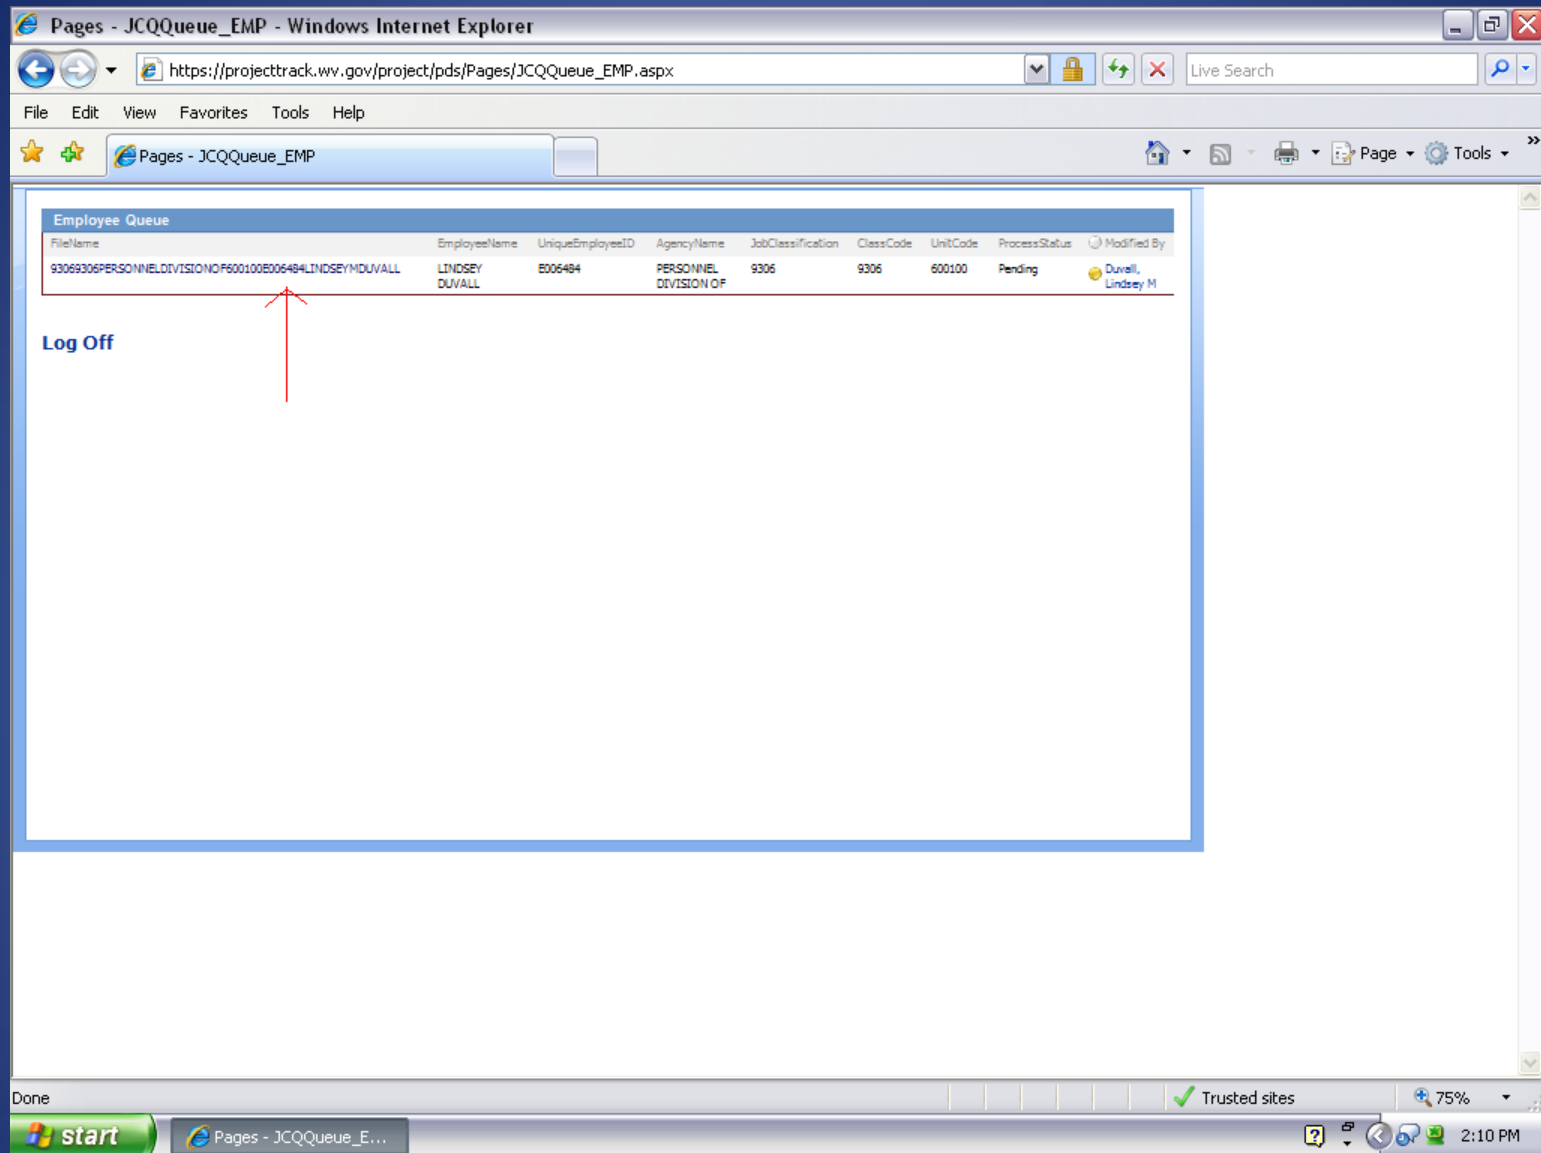 Pages - JCQQueue_EMP - Windows Internet Explorer
https://projecttrack.wv.gov/project/pds/Pages/JCQQueue_EMP.aspx
Live Search
File Edit View Favorites Tools Help
Pages - JCQQueue_EMP
Page Tools
Employee Queue
FileName EmployeeName UniqueEmployeeID AgencyName JobClassification ClassCode UnitCode ProcessStatus Modified By
93069306PERSONNELDIVISIONOF600100E006484LINDSEYMDUVALL LINDSEY E006484 PERSONNEL 9306 9306 600100 Pending Duvall,
DUVALL DIVISION OF Lindsey M
Log Off
Done Trusted sites 75%
start Pages - JCQQueue_E... 2:10 PM